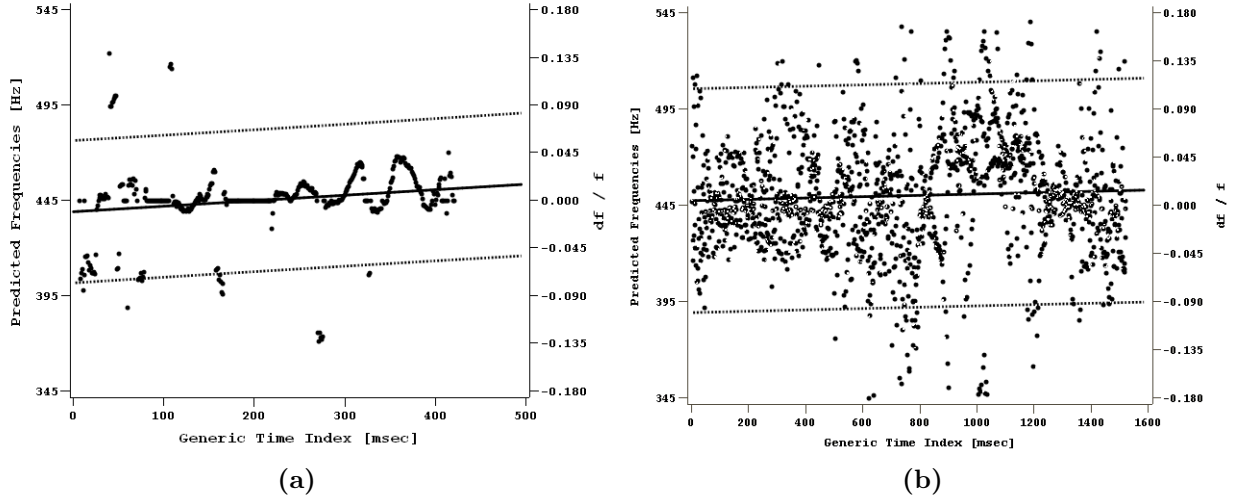 545
495
445
395
345
Predicted Frequencies [Hz]
0.180
0.135
0.090
0.045
0.000
-0.045
-0.090
-0.135
-0.180
df / f
0 100 200 300 400 500
Generic Time Index [msec]
(a)
545
495
445
395
345
Predicted Frequencies [Hz]
0.180
0.135
0.090
0.045
0.000
-0.045
-0.090
-0.135
-0.180
df / f
0 200 400 600 800 1000 1200 1400 1600
Generic Time Index [msec]
(b)